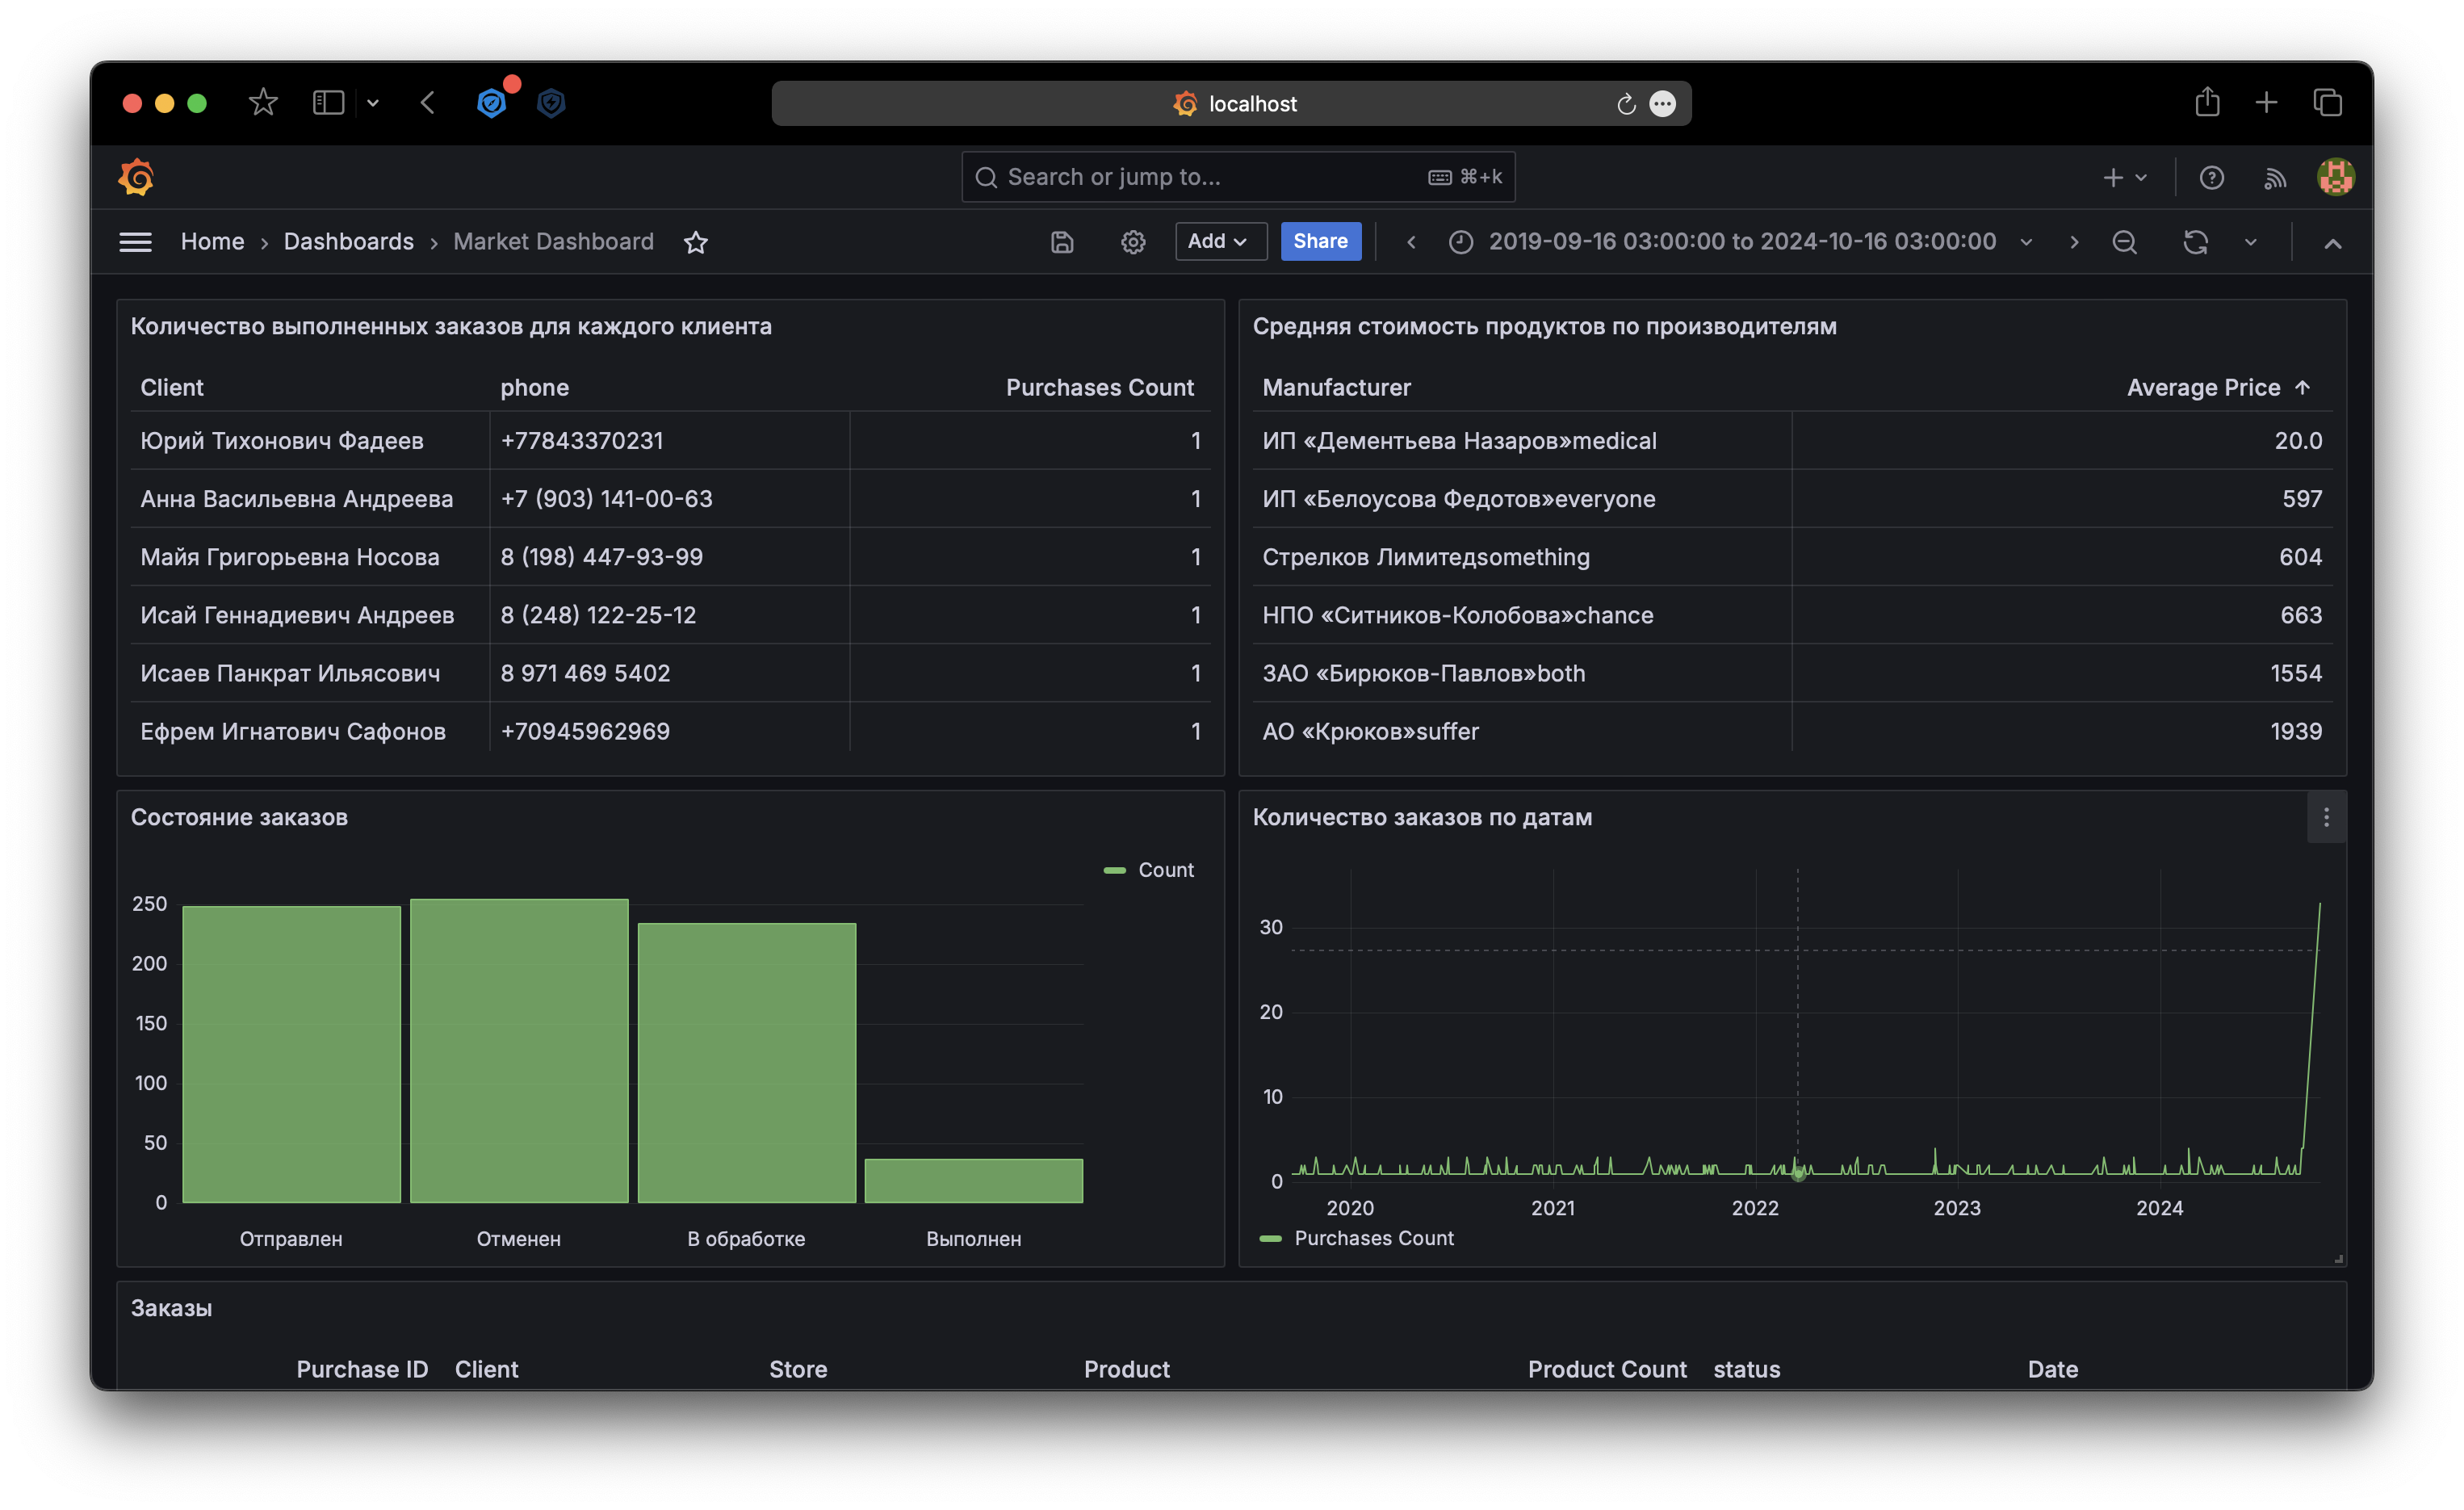 localhost
Search or jump to... ⌘+k
Home › Dashboards › Market Dashboard
Add Share 2019-09-16 03:00:00 to 2024-10-16 03:00:00
Количество выполненных заказов для каждого клиента
Client phone Purchases Count
Юрий Тихонович Фадеев +77843370231 1
Анна Васильевна Андреева +7 (903) 141-00-63 1
Майя Григорьевна Носова 8 (198) 447-93-99 1
Исай Геннадиевич Андреев 8 (248) 122-25-12 1
Исаев Панкрат Ильясович 8 971 469 5402 1
Ефрем Игнатович Сафонов +70945962969 1
Средняя стоимость продуктов по производителям
Manufacturer Average Price ↑
ИП «Дементьева Назаров»medical 20.0
ИП «Белоусова Федотов»everyone 597
Стрелков Лимитедsomething 604
НПО «Ситников-Колобова»chance 663
ЗАО «Бирюков-Павлов»both 1554
АО «Крюков»suffer 1939
Состояние заказов
Count
250
200
150
100
50
0
Отправлен Отменен В обработке Выполнен
Количество заказов по датам
30
20
10
0
2020 2021 2022 2023 2024
Purchases Count
Заказы
Purchase ID Client Store Product Product Count status Date